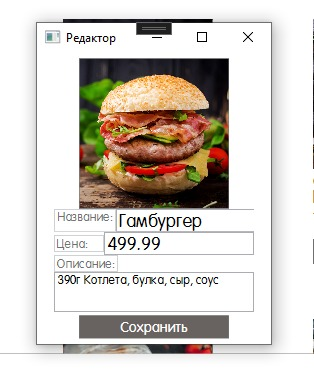 Редактор
Название: Гамбургер
Цена: 499.99
Описание:
390г Котлета, булка, сыр, соус
Сохранить